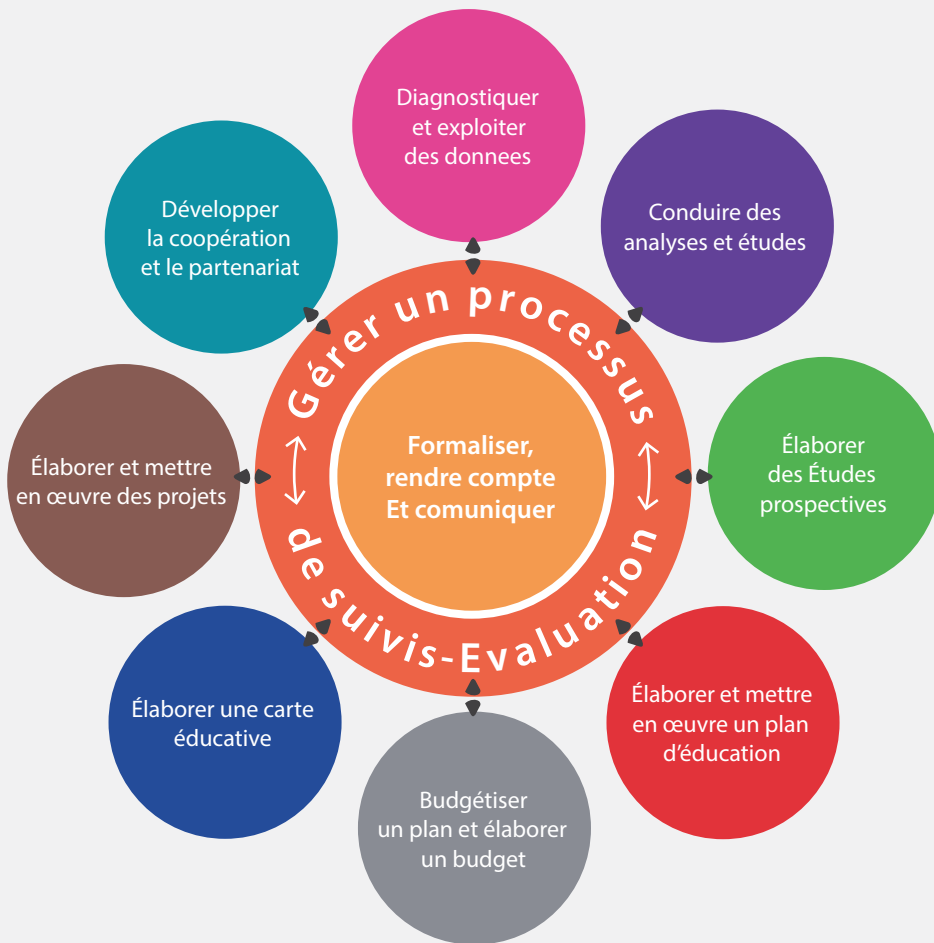 Diagnostiquer
et exploiter
des donnees
Conduire des
analyses et études
Développer
la coopération
et le partenariat
Gérer un processus
Formaliser,
rendre compte
Et comuniquer
Élaborer
des Études
prospectives
Élaborer et mettre
en œuvre des projets
de suivis-Evaluation
Élaborer une carte
éducative
Élaborer et mettre
en œuvre un plan
d'éducation
Budgétiser
un plan et élaborer
un budget